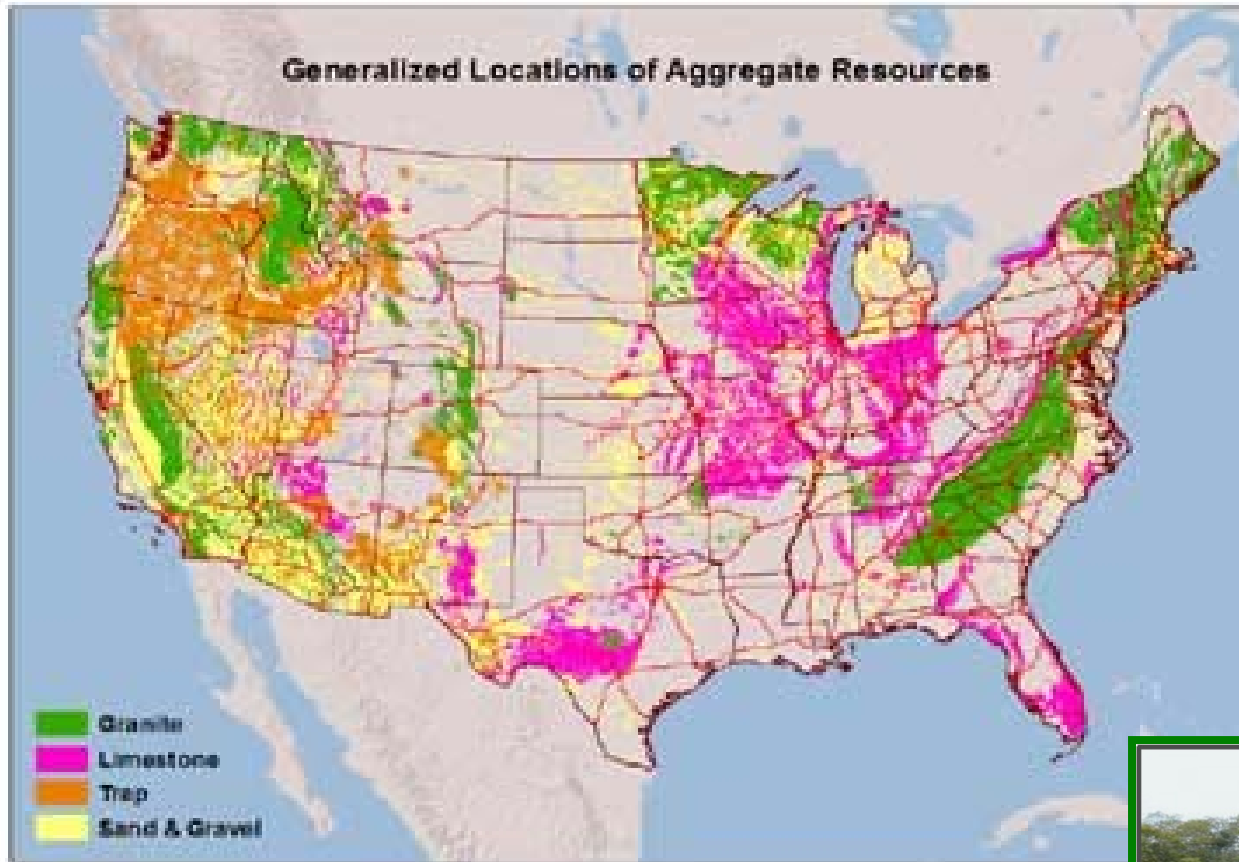 Generalized Locations of Aggregate Resources
Granite
Limestone
Trap
Sand & Gravel